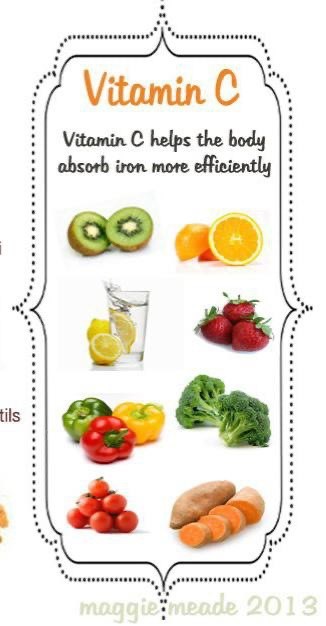 Vitamin C
Vitamin C helps the body
absorb iron more efficiently
i
tils
maggie meade 2013